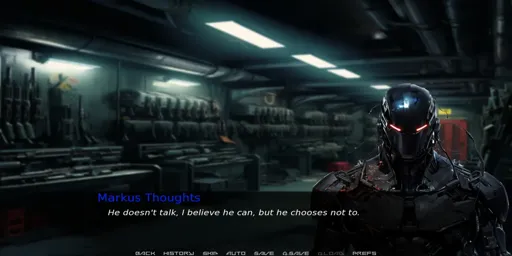 Markus Thoughts
He doesn't talk, I believe he can, but he chooses not to.
BACK HISTORY SKIP AUTO SAVE Q.SAVE Q.LOAD PREFS